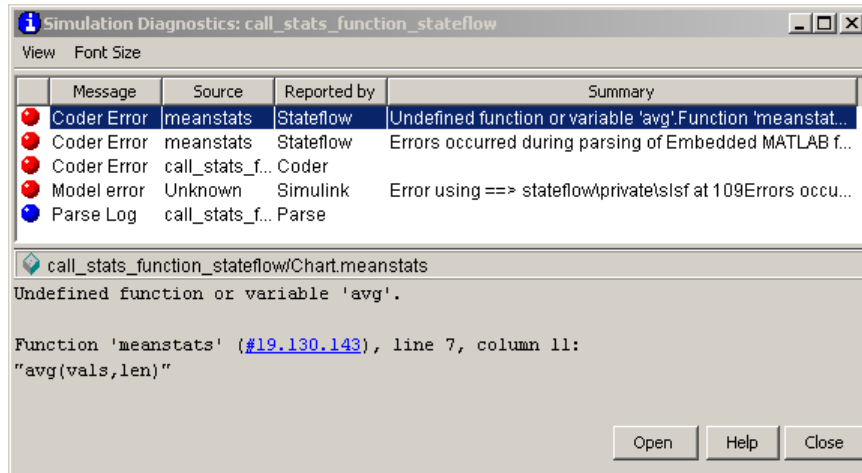 Simulation Diagnostics: call_stats_function_stateflow
View Font Size
Message Source Reported by Summary
Coder Error meanstats Stateflow Undefined function or variable 'avg'.Function 'meanstat...
Coder Error meanstats Stateflow Errors occurred during parsing of Embedded MATLAB f...
Coder Error call_stats_f... Coder
Model error Unknown Simulink Error using ==> stateflow\private\slsf at 109Errors occu...
Parse Log call_stats_f... Parse
call_stats_function_stateflow/Chart.meanstats
Undefined function or variable 'avg'.
Function 'meanstats' (#19.130.143), line 7, column 11:
"avg(vals,len)"
Open Help Close